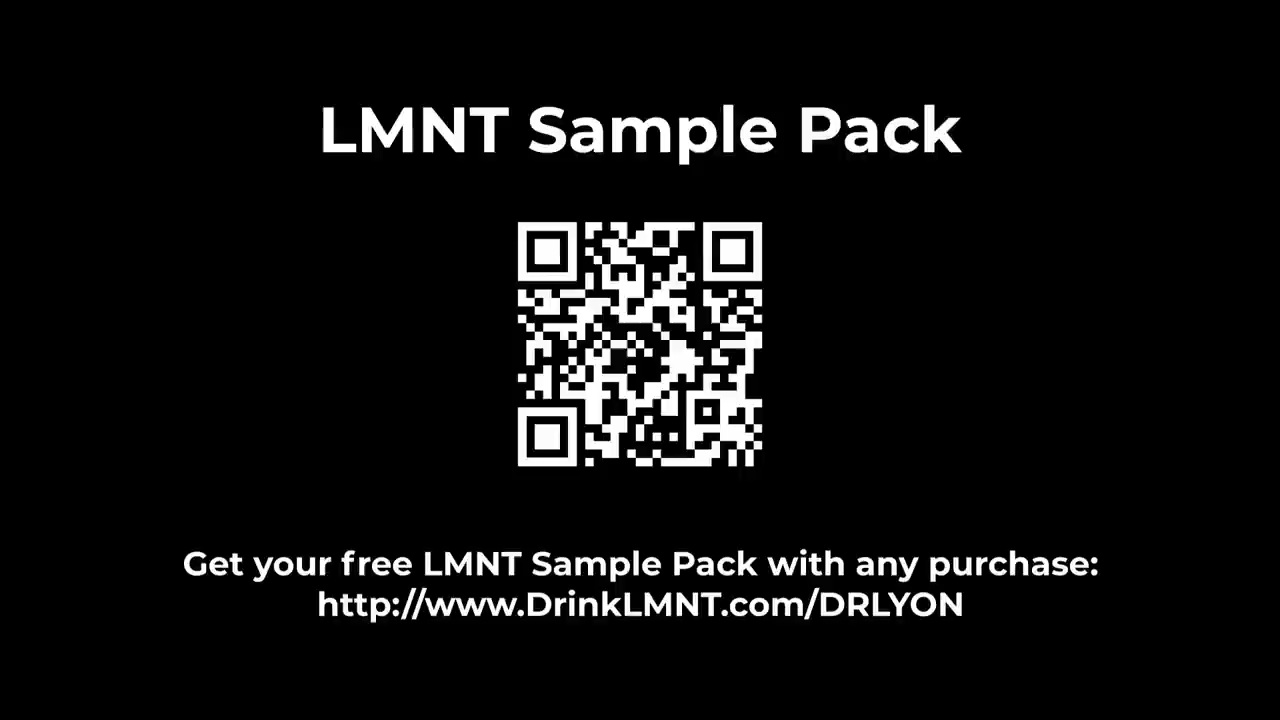 LMNT Sample Pack
Get your free LMNT Sample Pack with any purchase:
http://www.DrinkLMNT.com/DRLYON